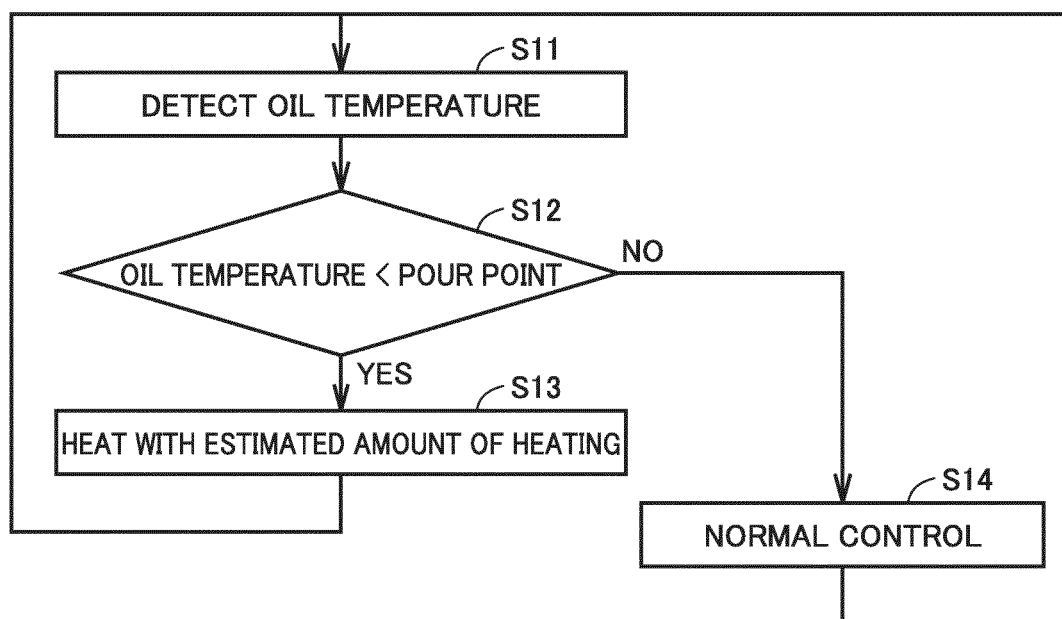 S11
DETECT OIL TEMPERATURE
S12
OIL TEMPERATURE < POUR POINT
NO
YES
S13
HEAT WITH ESTIMATED AMOUNT OF HEATING
S14
NORMAL CONTROL